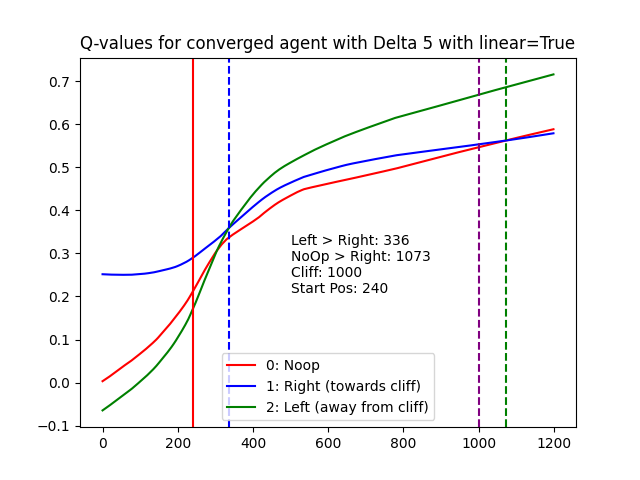 Q-values for converged agent with Delta 5 with linear=True
0.7
0.6
0.5
0.4
0.3
0.2
0.1
0.0
−0.1
Left > Right: 336
NoOp > Right: 1073
Cliff: 1000
Start Pos: 240
0: Noop
1: Right (towards cliff)
2: Left (away from cliff)
0 200 400 600 800 1000 1200